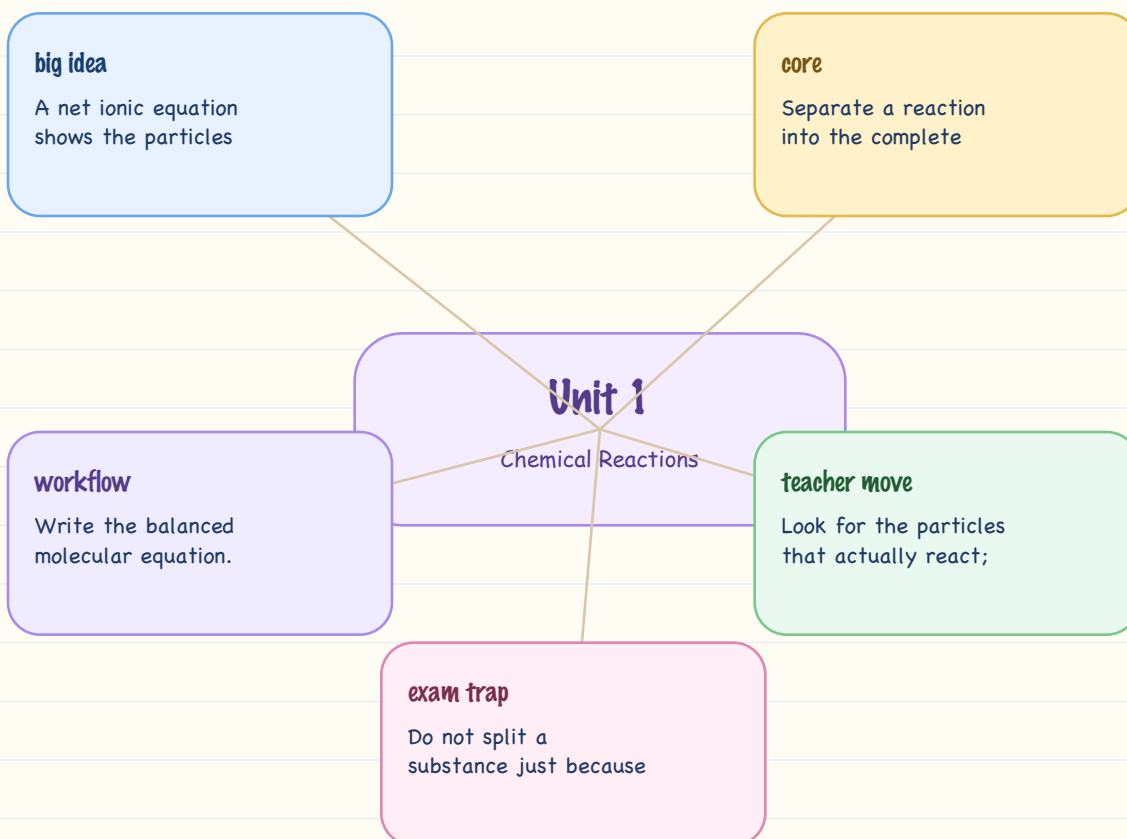 big idea
A net ionic equation
shows the particles
core
Separate a reaction
into the complete
Unit 1
Chemical Reactions
workflow
Write the balanced
molecular equation.
teacher move
Look for the particles
that actually react;
exam trap
Do not split a
substance just because